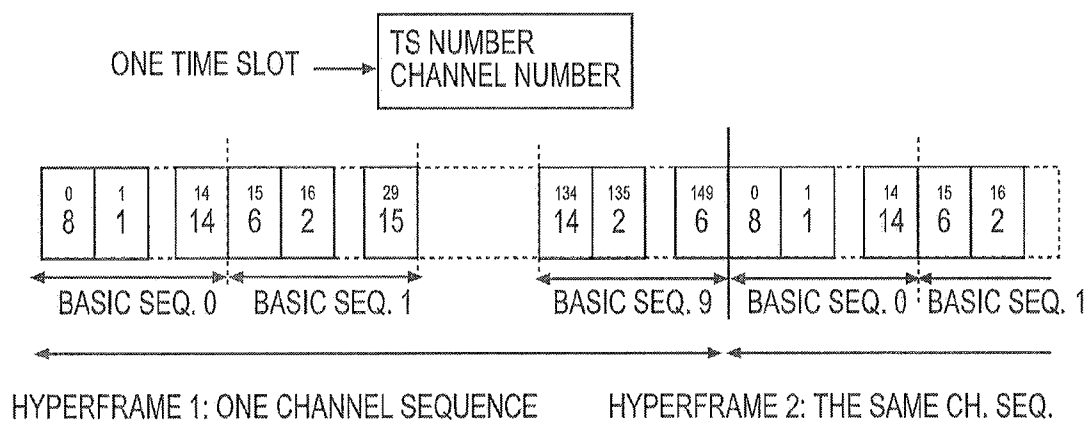 ONE TIME SLOT
TS NUMBER
CHANNEL NUMBER
0 1 14 15 16 29 134 135 149 0 1 14 15 16
8 1 14 6 2 15 14 2 6 8 1 14 6 2
BASIC SEQ. 0 BASIC SEQ. 1 BASIC SEQ. 9 BASIC SEQ. 0 BASIC SEQ. 1
HYPERFRAME 1: ONE CHANNEL SEQUENCE HYPERFRAME 2: THE SAME CH. SEQ.